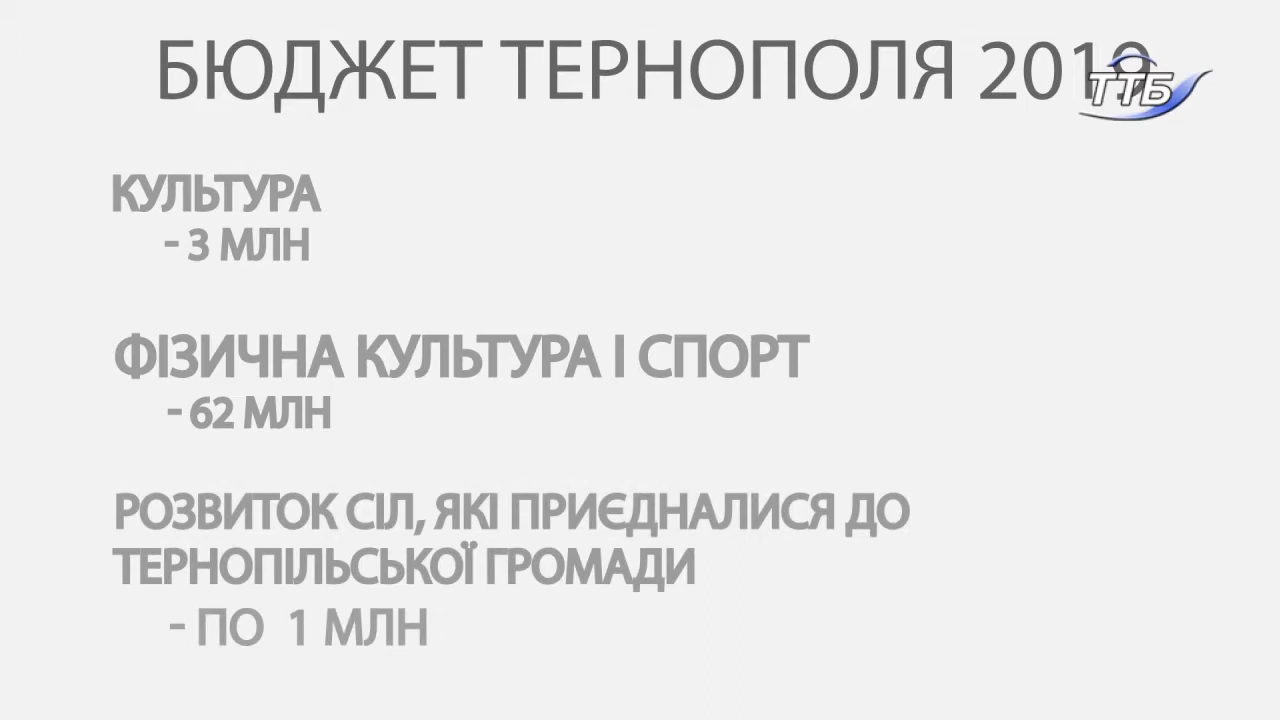 БЮДЖЕТ ТЕРНОПОЛЯ 2019
ТТБ
КУЛЬТУРА
- 3 МЛН
ФІЗИЧНА КУЛЬТУРА І СПОРТ
- 62 МЛН
РОЗВИТОК СІЛ, ЯКІ ПРИЄДНАЛИСЯ ДО
ТЕРНОПІЛЬСЬКОЇ ГРОМАДИ
- ПО 1 МЛН